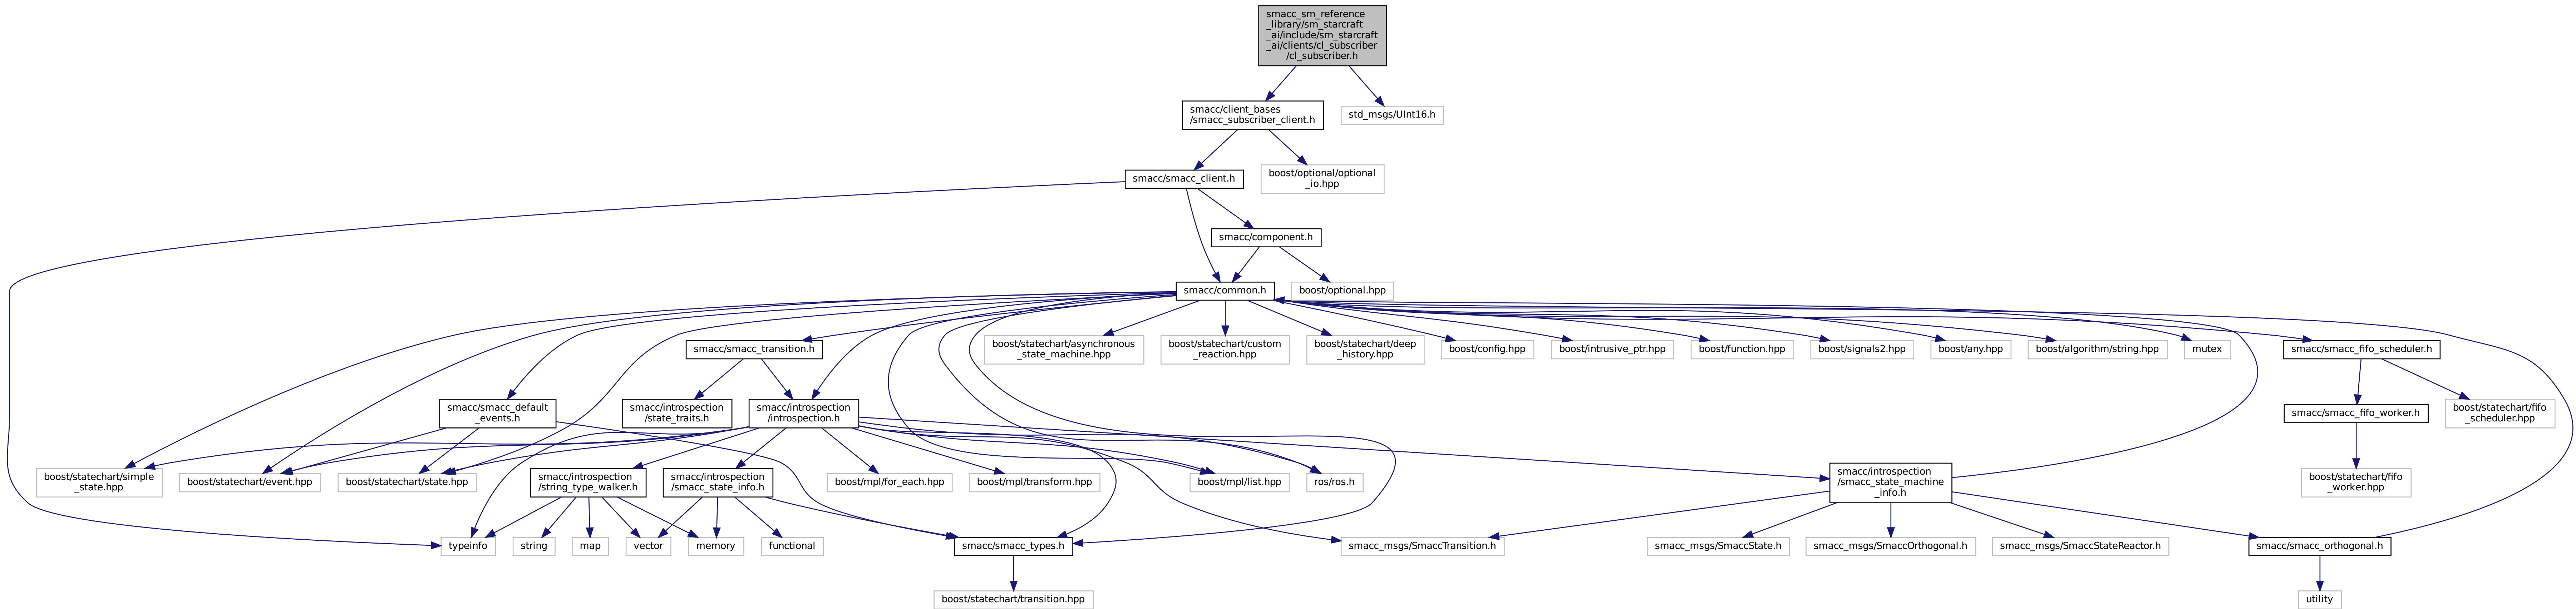 smacc_sm_reference
_library/sm_starcraft
_ai/include/sm_starcraft
_ai/clients/cl_subscriber
/cl_subscriber.h
smacc/client_bases
/smacc_subscriber_client.h
std_msgs/UInt16.h
smacc/smacc_client.h
boost/optional/optional
_io.hpp
smacc/component.h
smacc/common.h
boost/optional.hpp
smacc/smacc_transition.h
boost/statechart/asynchronous
_state_machine.hpp
boost/statechart/custom
_reaction.hpp
boost/statechart/deep
_history.hpp
boost/config.hpp
boost/intrusive_ptr.hpp
boost/function.hpp
boost/signals2.hpp
boost/any.hpp
boost/algorithm/string.hpp
mutex
smacc/smacc_fifo_scheduler.h
smacc/smacc_default
_events.h
smacc/introspection
/state_traits.h
smacc/introspection
/introspection.h
smacc/smacc_fifo_worker.h
boost/statechart/fifo
_scheduler.hpp
boost/statechart/simple
_state.hpp
boost/statechart/event.hpp
boost/statechart/state.hpp
smacc/introspection
/string_type_walker.h
smacc/introspection
/smacc_state_info.h
boost/mpl/for_each.hpp
boost/mpl/transform.hpp
boost/mpl/list.hpp
ros/ros.h
smacc/introspection
/smacc_state_machine
_info.h
boost/statechart/fifo
_worker.hpp
typeinfo
string
map
vector
memory
functional
smacc/smacc_types.h
smacc_msgs/SmaccTransition.h
smacc_msgs/SmaccState.h
smacc_msgs/SmaccOrthogonal.h
smacc_msgs/SmaccStateReactor.h
smacc/smacc_orthogonal.h
boost/statechart/transition.hpp
utility